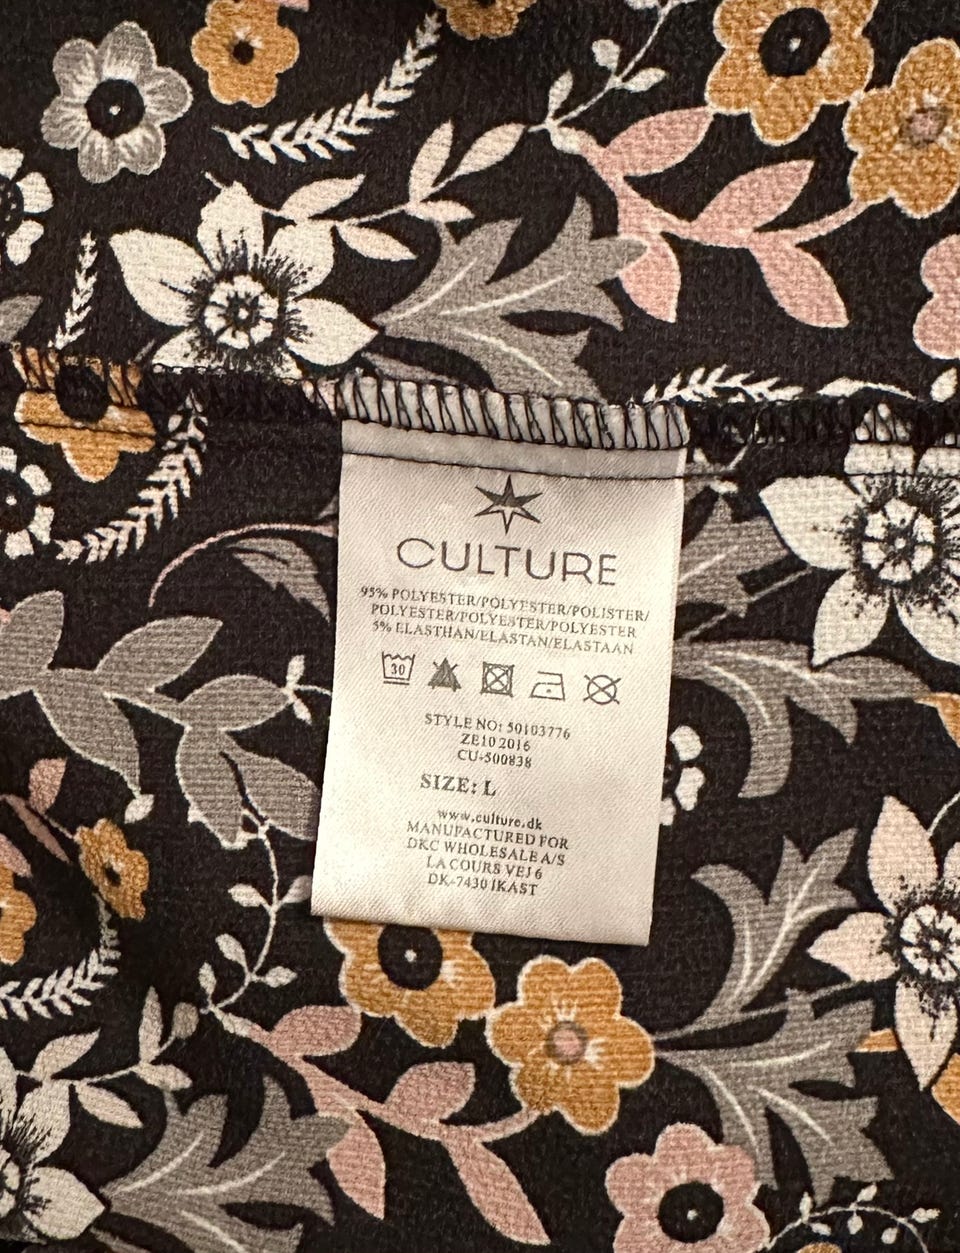 CULTURE
95% POLYESTER/POLYESTER/POLISTER/
POLYESTER/POLYESTER/POLYESTER
5% ELASTHAN/ELASTAN/ELASTAAN
30
STYLE NO: 50103776
ZE10 2016
CU-500838
SIZE: L
www.culture.dk
MANUFACTURED FOR
DKC WHOLESALE A/S
LA COURS VEJ 6
DK-7430 IKAST